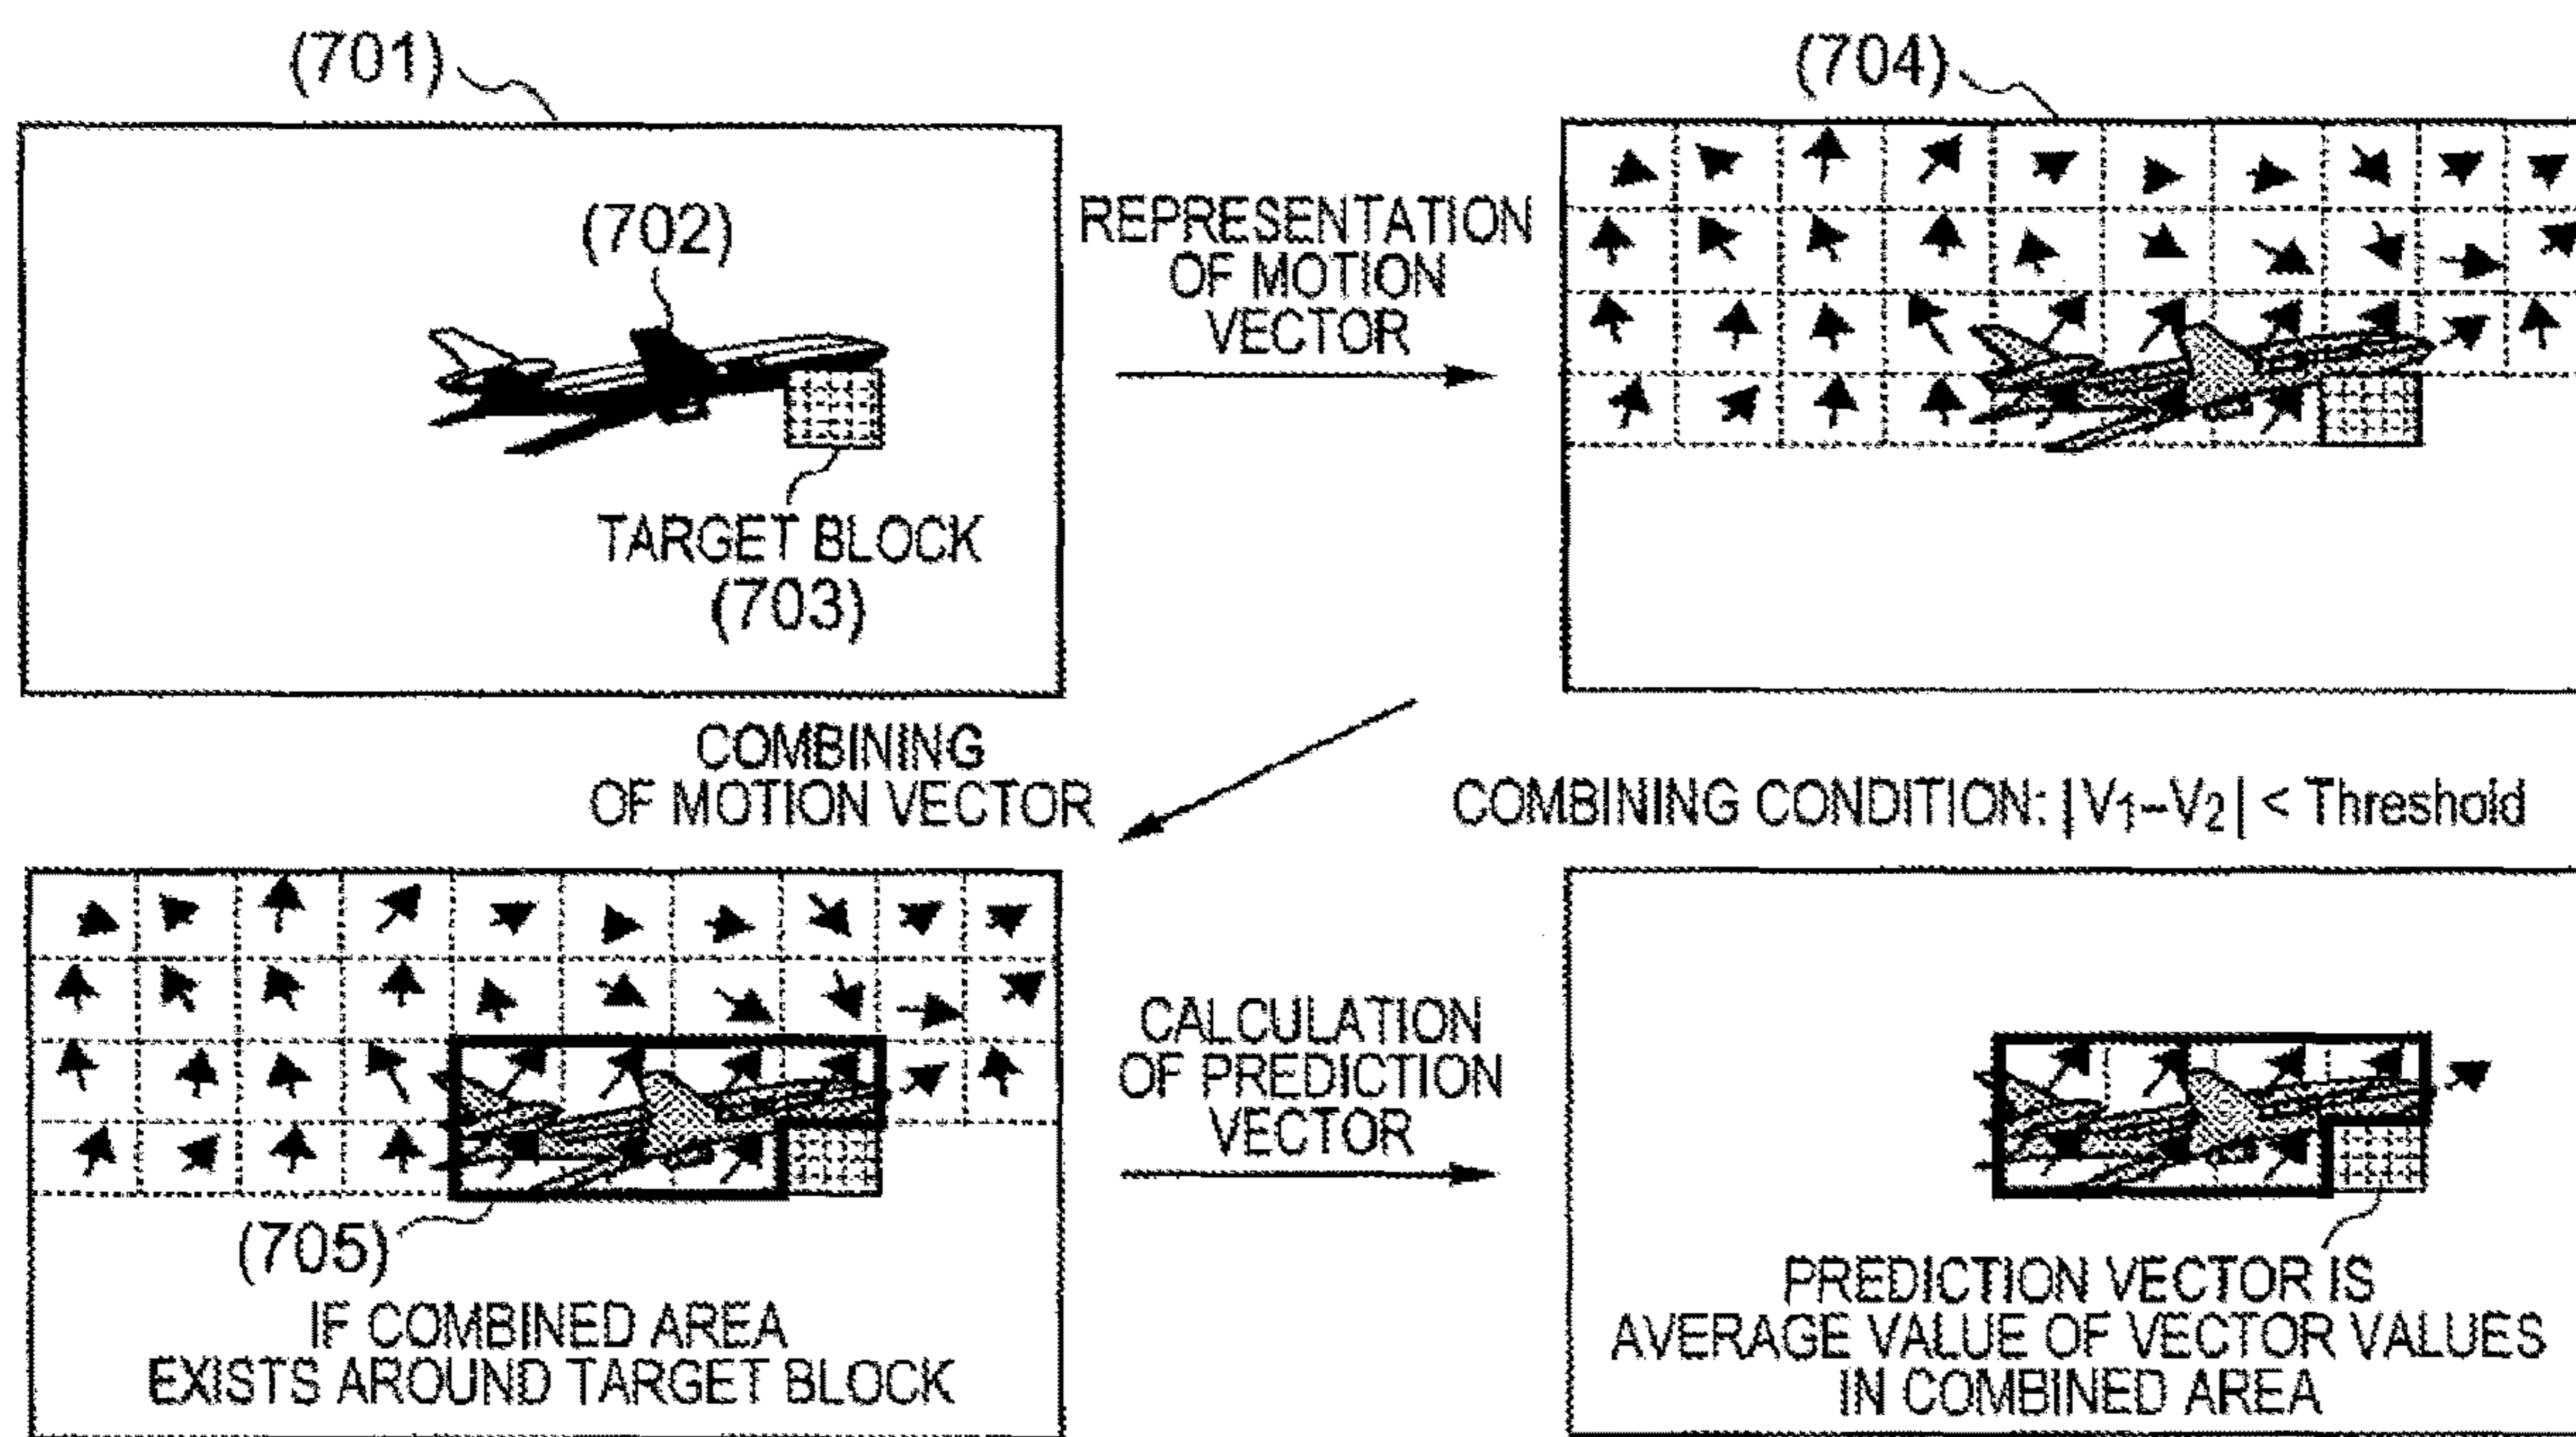 (701)
(702)
TARGET BLOCK
(703)
REPRESENTATION
OF MOTION
VECTOR
(704)
COMBINING
OF MOTION VECTOR
COMBINING CONDITION: |V1-V2| < Threshold
(705)
IF COMBINED AREA
EXISTS AROUND TARGET BLOCK
CALCULATION
OF PREDICTION
VECTOR
PREDICTION VECTOR IS
AVERAGE VALUE OF VECTOR VALUES
IN COMBINED AREA